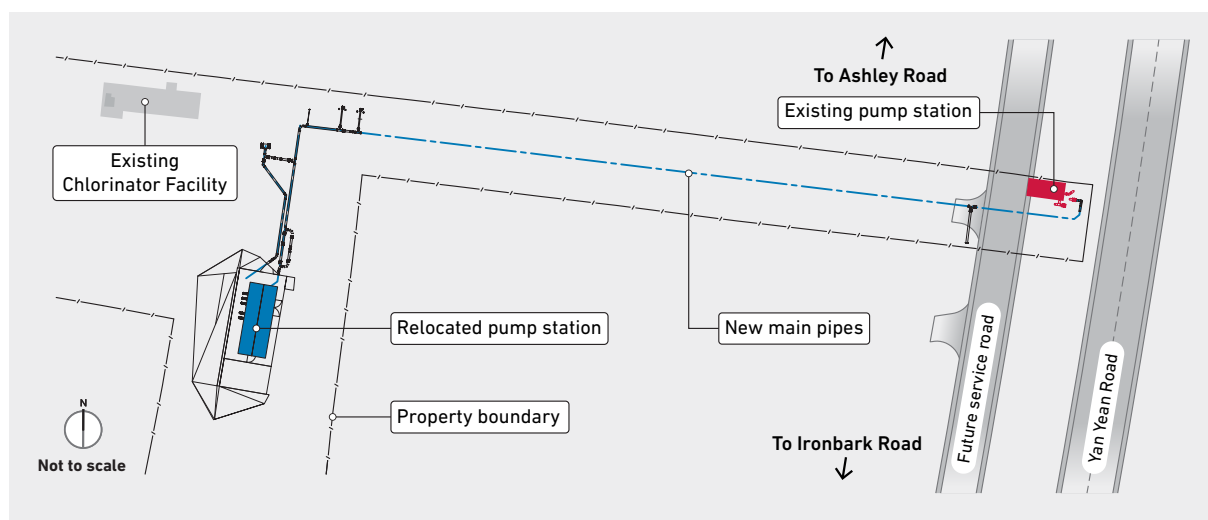 To Ashley Road
Existing pump station
Existing
Chlorinator Facility
Relocated pump station
New main pipes
Future service road
Yan Yean Road
Property boundary
To Ironbark Road
N
Not to scale